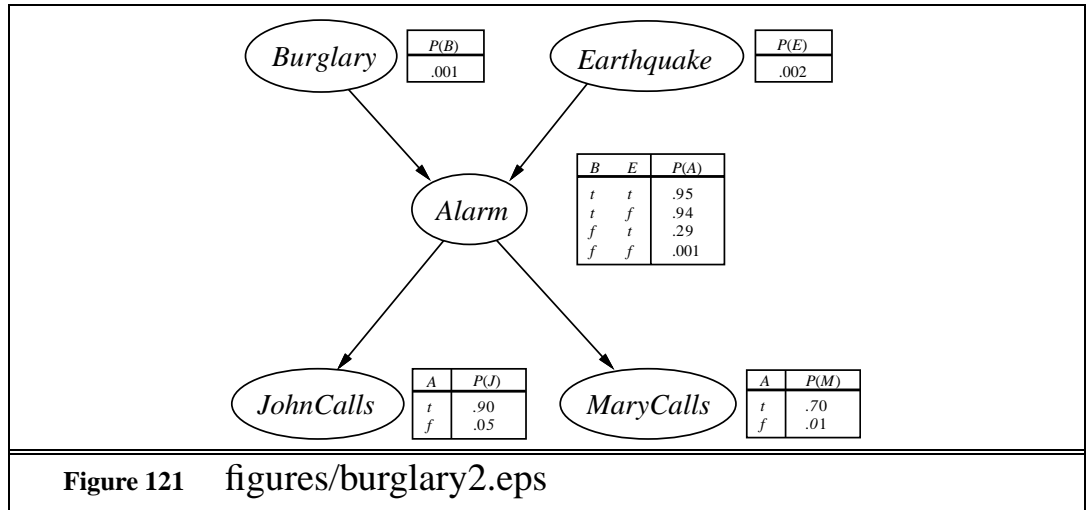 Burglary
P(B)
.001
Earthquake
P(E)
.002
Alarm
B E P(A)
t t .95
t f .94
f t .29
f f .001
JohnCalls
A P(J)
t .90
f .05
MaryCalls
A P(M)
t .70
f .01
Figure 121 figures/burglary2.eps